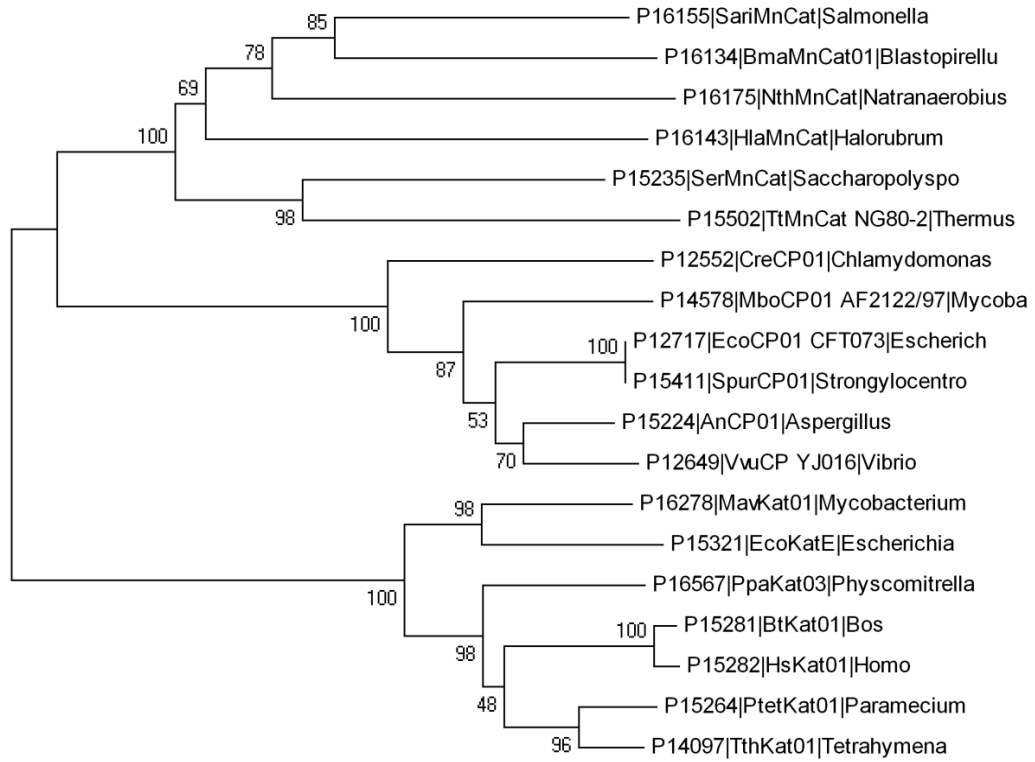 85
P16155|SariMnCat|Salmonella
78
P16134|BmaMnCat01|Blastopirellu
69
P16175|NthMnCat|Natranaerobius
100
P16143|HlaMnCat|Halorubrum
P15235|SerMnCat|Saccharopolyspo
98
P15502|TtMnCat NG80-2|Thermus
P12552|CreCP01|Chlamydomonas
100
P14578|MboCP01 AF2122/97|Mycoba
100
P12717|EcoCP01 CFT073|Escherich
87
P15411|SpurCP01|Strongylocentro
53
P15224|AnCP01|Aspergillus
70
P12649|VvuCP YJ016|Vibrio
98
P16278|MavKat01|Mycobacterium
P15321|EcoKatE|Escherichia
100
P16567|PpaKat03|Physcomitrella
100
P15281|BtKat01|Bos
98
P15282|HsKat01|Homo
48
P15264|PtetKat01|Paramecium
96
P14097|TthKat01|Tetrahymena